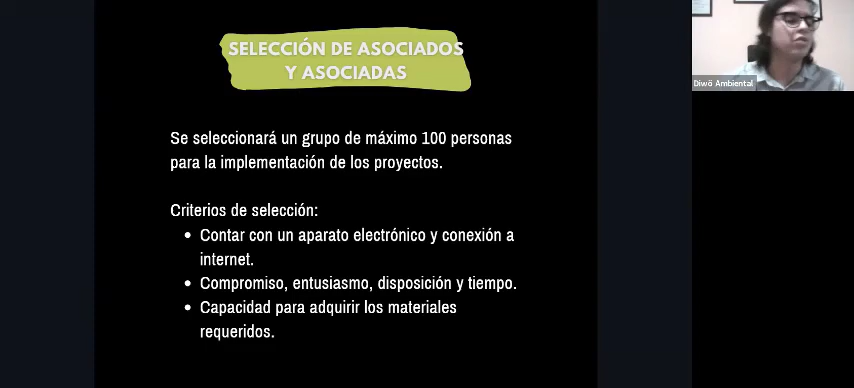 SELECCIÓN DE ASOCIADOS
Y ASOCIADAS
Se seleccionará un grupo de máximo 100 personas
para la implementación de los proyectos.
Criterios de selección:
• Contar con un aparato electrónico y conexión a
internet.
• Compromiso, entusiasmo, disposición y tiempo.
• Capacidad para adquirir los materiales
requeridos.
Diwö Ambiental